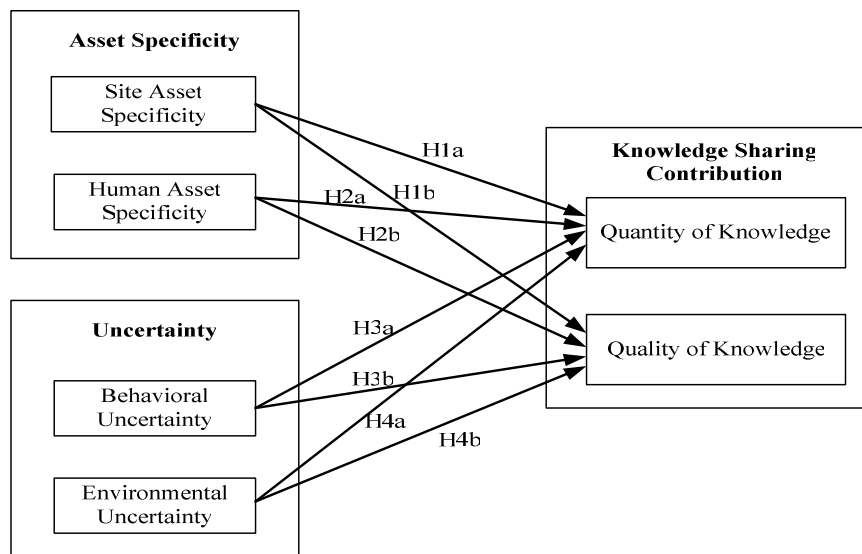 Asset Specificity
Site Asset
Specificity
Human Asset
Specificity
Uncertainty
Behavioral
Uncertainty
Environmental
Uncertainty
H1a
H1b
H2a
H2b
H3a
H3b
H4a
H4b
Knowledge Sharing
Contribution
Quantity of Knowledge
Quality of Knowledge